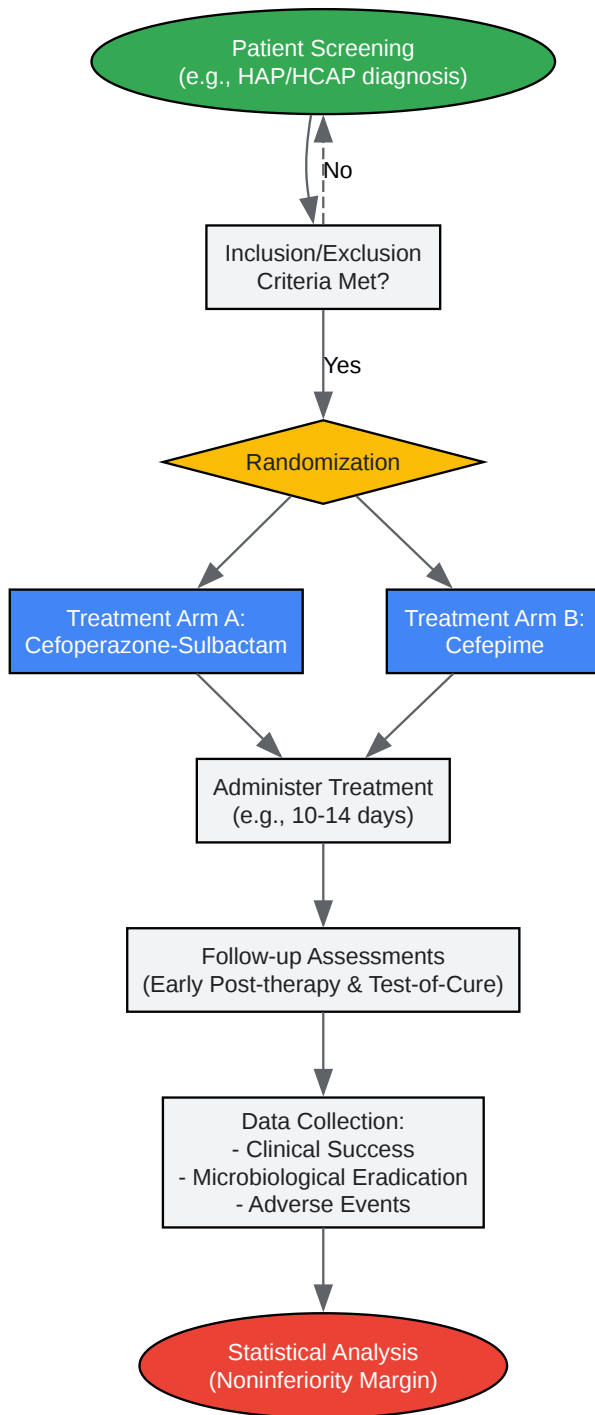 Patient Screening
(e.g., HAP/HCAP diagnosis)
No
Inclusion/Exclusion
Criteria Met?
Yes
Randomization
Treatment Arm A:
Cefoperazone-Sulbactam
Treatment Arm B:
Cefepime
Administer Treatment
(e.g., 10-14 days)
Follow-up Assessments
(Early Post-therapy & Test-of-Cure)
Data Collection:
- Clinical Success
- Microbiological Eradication
- Adverse Events
Statistical Analysis
(Noninferiority Margin)